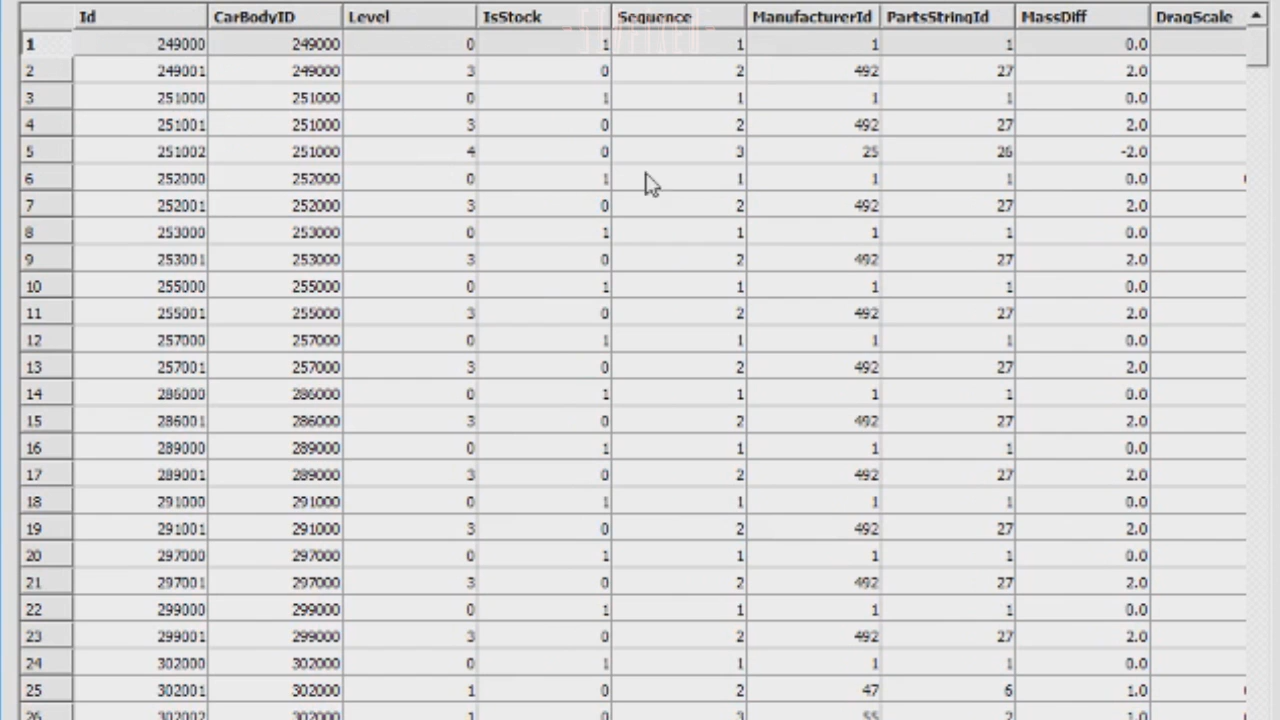 Id CarBodyID Level IsStock Sequence ManufacturerId PartsStringId MassDiff DragScale
1 249000 249000 0 1 1 1 1 0.0
2 249001 249000 3 0 2 492 27 2.0
3 251000 251000 0 1 1 1 1 0.0
4 251001 251000 3 0 2 492 27 2.0
5 251002 251000 4 0 3 25 26 -2.0
6 252000 252000 0 1 1 1 1 0.0
7 252001 252000 3 0 2 492 27 2.0
8 253000 253000 0 1 1 1 1 0.0
9 253001 253000 3 0 2 492 27 2.0
10 255000 255000 0 1 1 1 1 0.0
11 255001 255000 3 0 2 492 27 2.0
12 257000 257000 0 1 1 1 1 0.0
13 257001 257000 3 0 2 492 27 2.0
14 286000 286000 0 1 1 1 1 0.0
15 286001 286000 3 0 2 492 27 2.0
16 289000 289000 0 1 1 1 1 0.0
17 289001 289000 3 0 2 492 27 2.0
18 291000 291000 0 1 1 1 1 0.0
19 291001 291000 3 0 2 492 27 2.0
20 297000 297000 0 1 1 1 1 0.0
21 297001 297000 3 0 2 492 27 2.0
22 299000 299000 0 1 1 1 1 0.0
23 299001 299000 3 0 2 492 27 2.0
24 302000 302000 0 1 1 1 1 0.0
25 302001 302000 1 0 2 47 6 1.0
26 302002 302000 1 0 3 55 2 1.0